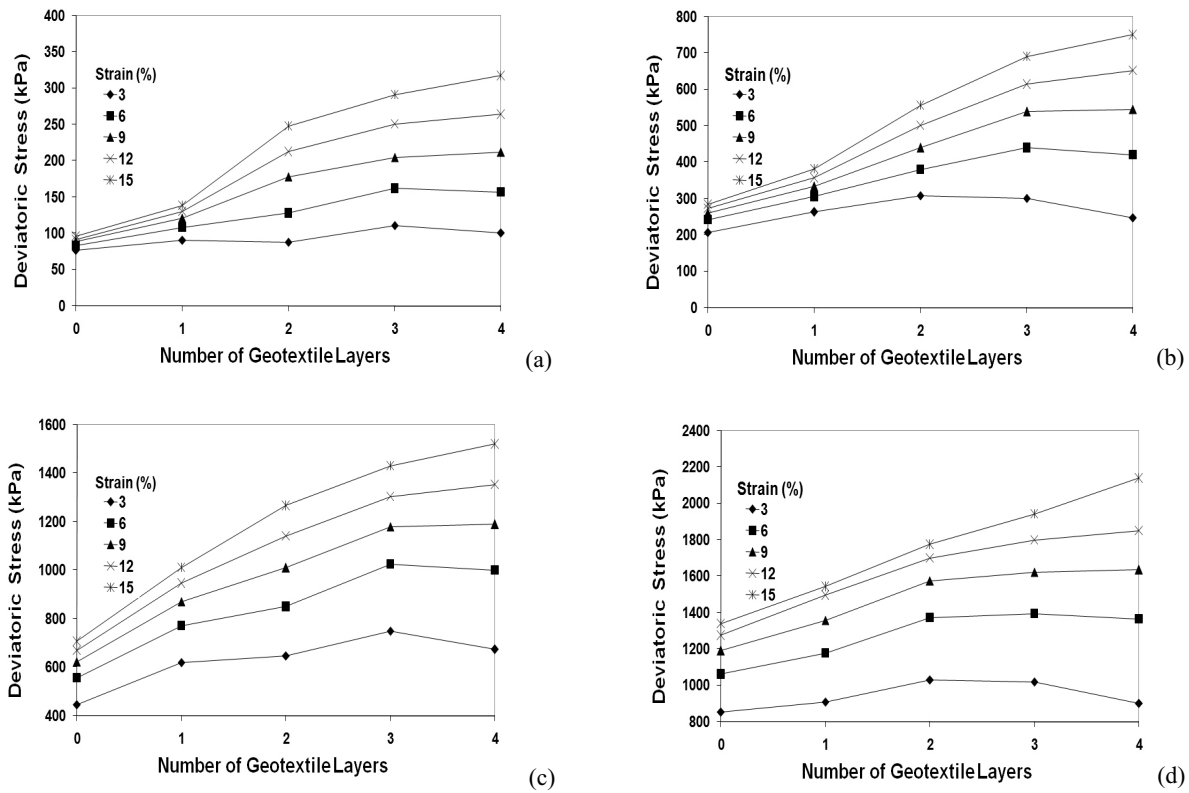 400
350
300
250
200
150
100
50
0
Deviatoric Stress (kPa)
Strain (%)
3
6
9
12
15
0 1 2 3 4
Number of Geotextile Layers
(a)
800
700
600
500
400
300
200
100
0
Deviatoric Stress (kPa)
Strain (%)
3
6
9
12
15
0 1 2 3 4
Number of Geotextile Layers
(b)
1600
1400
1200
1000
800
600
400
Deviatoric Stress (kPa)
Strain (%)
3
6
9
12
15
0 1 2 3 4
Number of Geotextile Layers
(c)
2400
2200
2000
1800
1600
1400
1200
1000
800
Deviatoric Stress (kPa)
Strain (%)
3
6
9
12
15
0 1 2 3 4
Number of Geotextile Layers
(d)